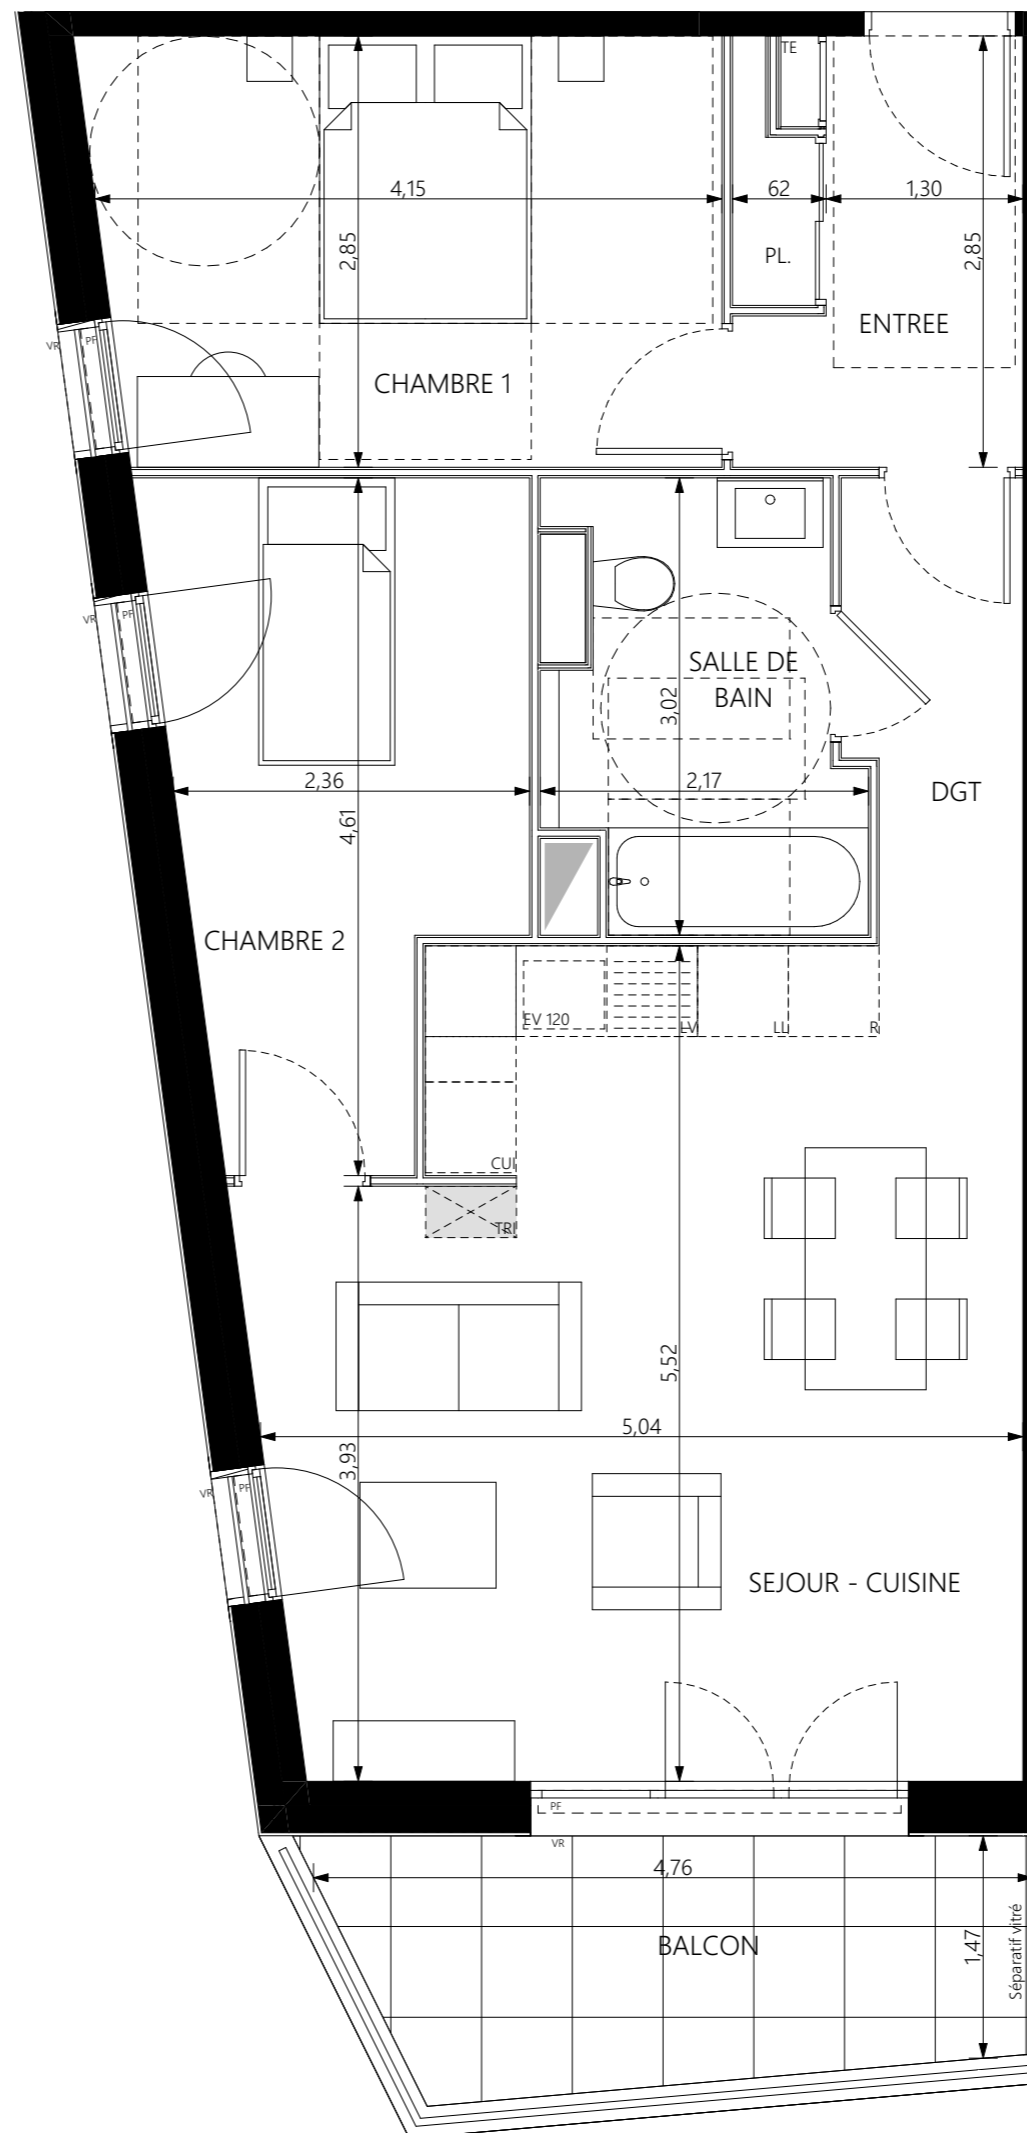 TE
4,15
62
1,30
2,85
2,85
PL.
ENTREE
VR
PF
CHAMBRE 1
VR
PF
SALLE DE
BAIN
3,02
2,36
2,17
4,61
DGT
CHAMBRE 2
EV 120
LV
LL
R
CUI
TRI
5,52
5,04
3,93
VR
PF
SEJOUR - CUISINE
PF
VR
4,76
BALCON
1,47
Séparatif vitré